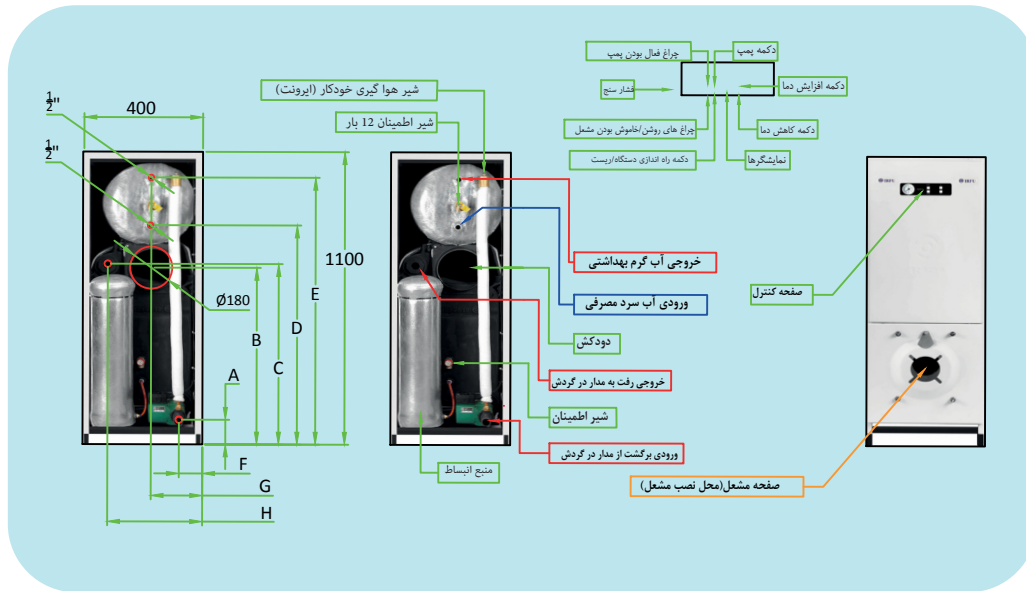 دکمه پمپ
چراغ فعال بودن پمپ
دکمه افزایش دما
فشار سنج
چراغ های روشن/خاموش بودن مشعل
دکمه کاهش دما
دکمه راه اندازی دستگاه/ریست
نمایشگرها
شیر هوا گیری خودکار (ایرونت)
شیر اطمینان 12 بار
1/2"
400
1/2"
1100
E
D
Ø180
B
C
A
F
G
H
خروجی آب گرم بهداشتی
ورودی آب سرد مصرفی
دودکش
خروجی رفت به مدار در گردش
شیر اطمینان
ورودی برگشت از مدار در گردش
منبع انبساط
صفحه کنترل
صفحه مشعل(محل نصب مشعل)